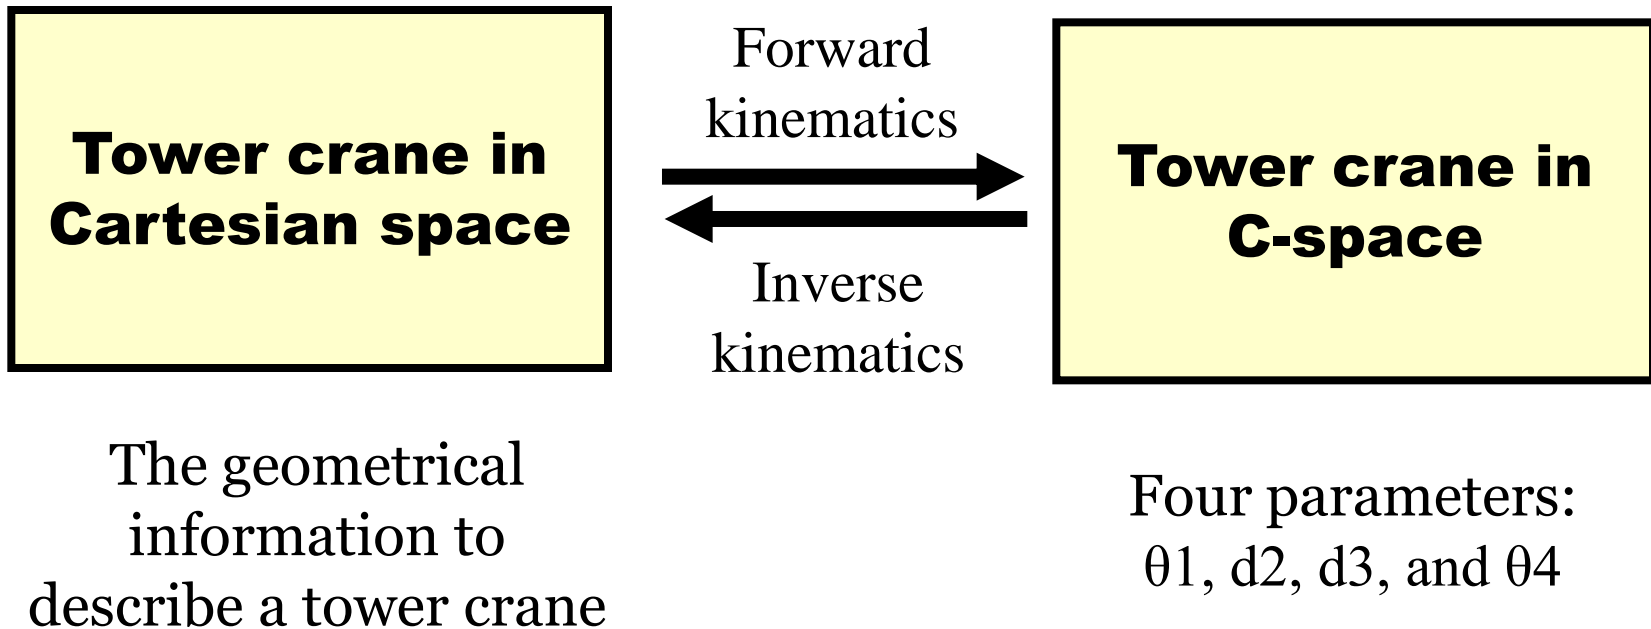 Tower crane in
Cartesian space
Forward
kinematics
Inverse
kinematics
Tower crane in
C-space
The geometrical
information to
describe a tower crane
Four parameters:
θ1, d2, d3, and θ4